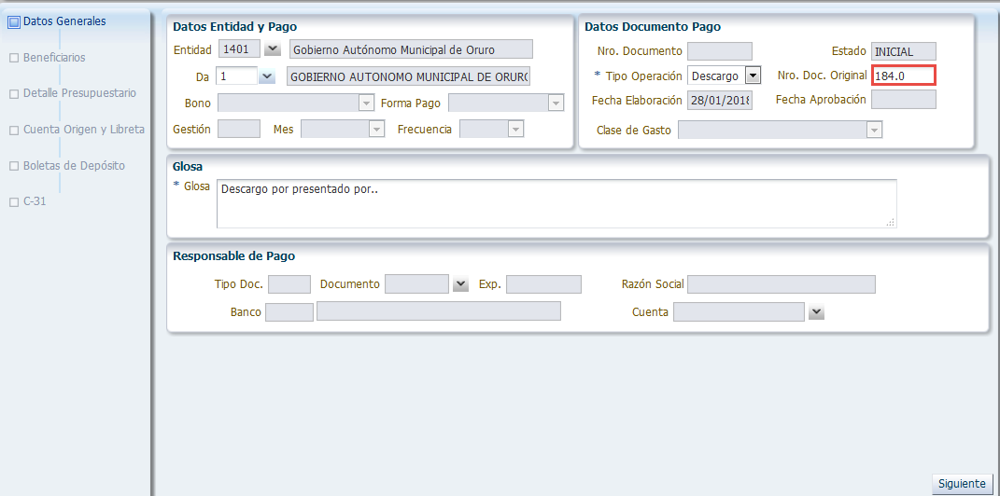 Datos Generales
Beneficiarios
Detalle Presupuestario
Cuenta Origen y Libreta
Boletas de Depósito
C-31
Datos Entidad y Pago
Entidad 1401 Gobierno Autónomo Municipal de Oruro
Da 1 GOBIERNO AUTONOMO MUNICIPAL DE ORURO
Bono Forma Pago
Gestión Mes Frecuencia
Datos Documento Pago
Nro. Documento Estado INICIAL
* Tipo Operación Descargo Nro. Doc. Original 184.0
Fecha Elaboración 28/01/2018 Fecha Aprobación
Clase de Gasto
Glosa
* Glosa Descargo por presentado por..
Responsable de Pago
Tipo Doc. Documento Exp. Razón Social
Banco Cuenta
Siguiente